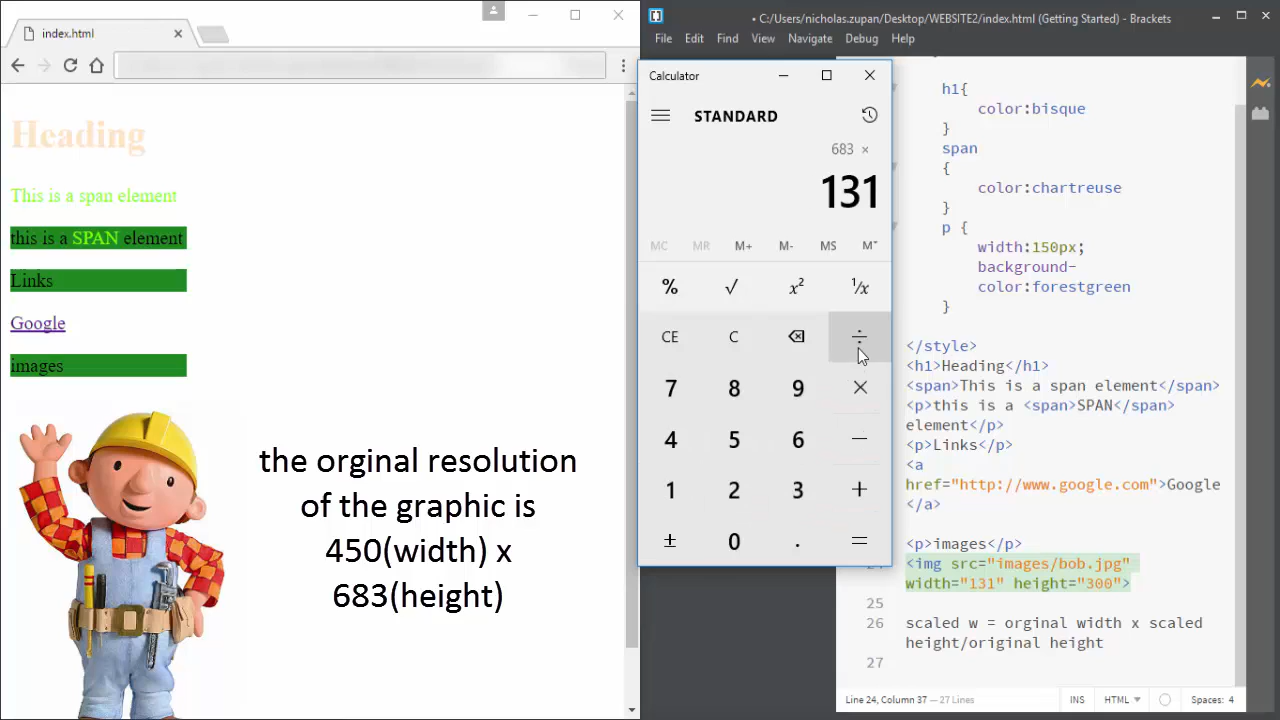 index.html
Heading
This is a span element
this is a SPAN element
Links
Google
images
the orginal resolution
of the graphic is
450(width) x
683(height)
C:/Users/nicholas.zupan/Desktop/WEBSITE2/index.html (Getting Started) - Brackets
File Edit Find View Navigate Debug Help
Calculator
STANDARD
683 ×
131
MC MR M+ M- MS M˅
% √ x² ¹/x
CE C ⌫ ÷
7 8 9 ×
4 5 6 −
1 2 3 +
± 0 . =
h1{
color:bisque
}
span
{
color:chartreuse
}
p {
width:150px;
background-
color:forestgreen
}
</style>
<h1>Heading</h1>
<span>This is a span element</span>
<p>this is a <span>SPAN</span>
element</p>
<p>Links</p>
<a
href="http://www.google.com">Google
</a>
<p>images</p>
<img src="images/bob.jpg"
width="131" height="300">
25
26 scaled w = orginal width x scaled
height/original height
27
Line 24, Column 37 — 27 Lines INS HTML Spaces: 4